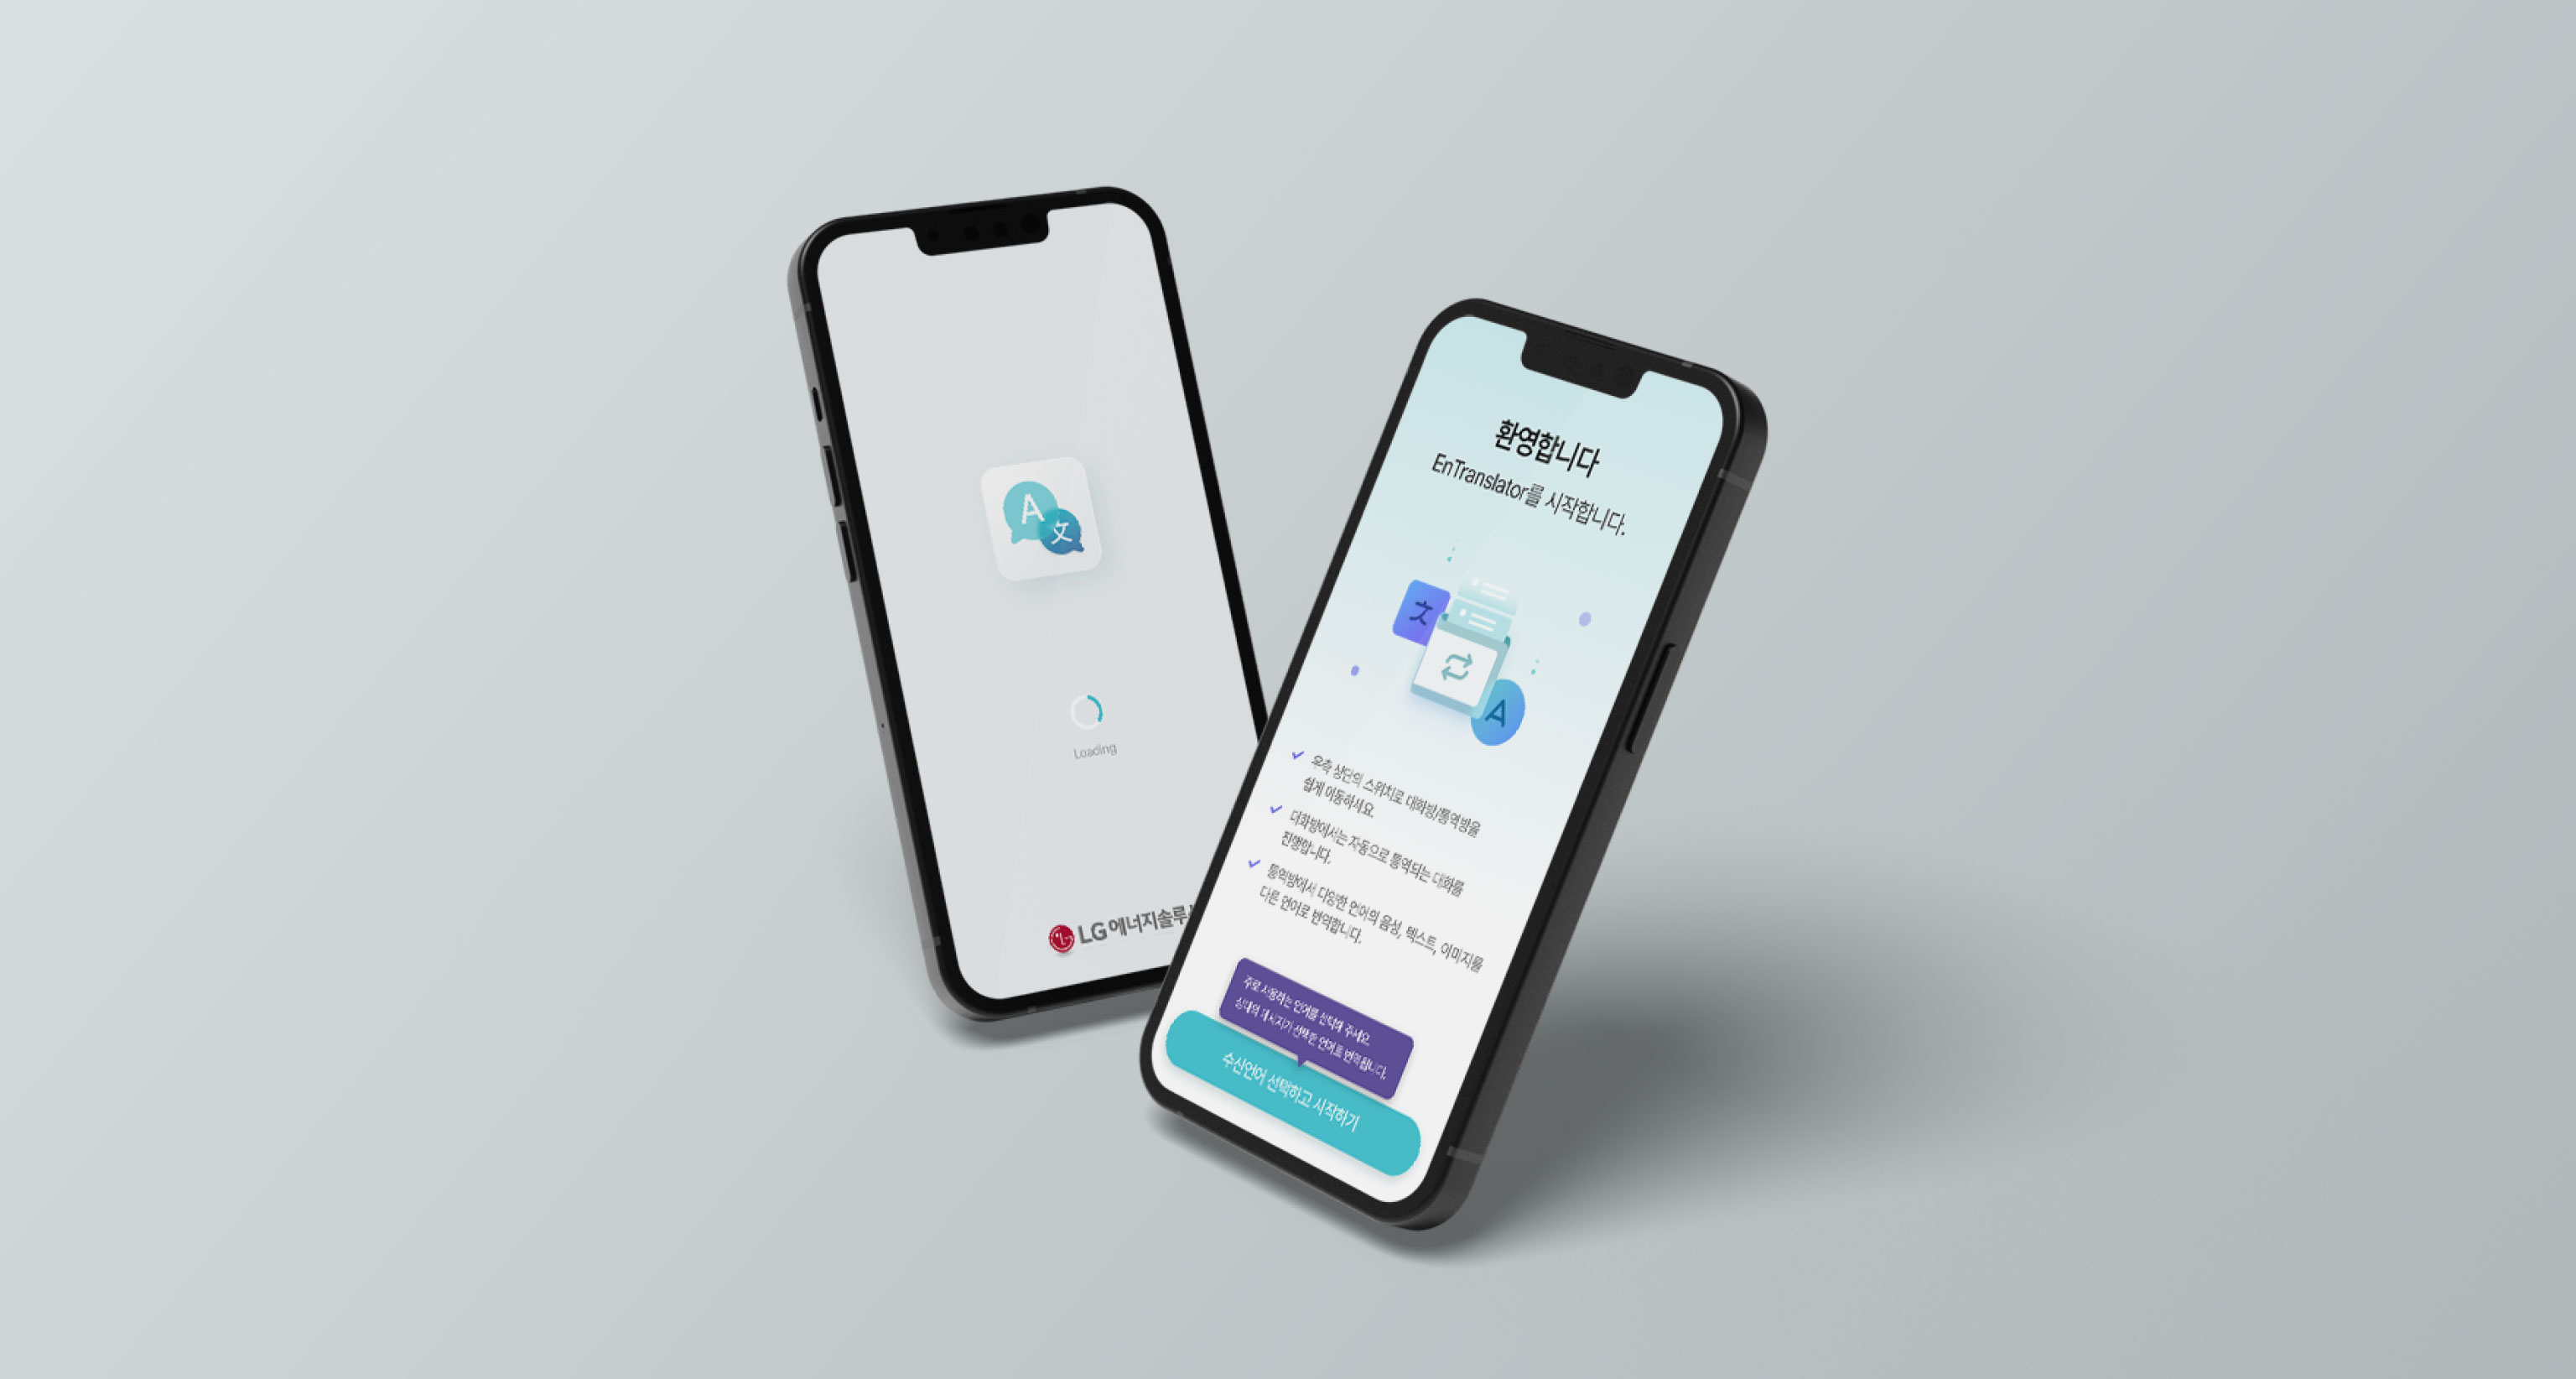 A
文
Loading
LG 에너지솔루
환영합니다
EnTranslator를 시작합니다.
文
A
우측 상단의 스위치로 대화방/통역방을
쉽게 이동하세요.
대화방에서는 자동으로 통역되는 대화를
진행합니다.
통역방에서 다양한 언어의 음성, 텍스트, 이미지를
다른 언어로 번역합니다.
주로 사용하는 언어를 선택해 주세요.
상대의 메시지가 선택한 언어로 번역됩니다.
수신언어 선택하고 시작하기